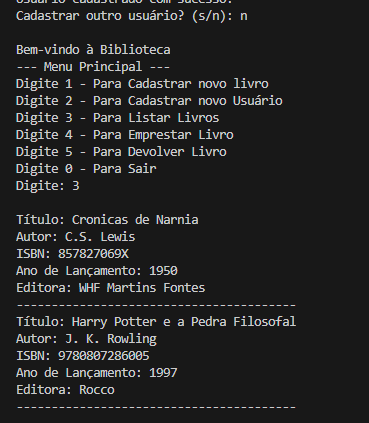 Usuário cadastrado com sucesso!
Cadastrar outro usuário? (s/n): n
Bem-vindo à Biblioteca
--- Menu Principal ---
Digite 1 - Para Cadastrar novo livro
Digite 2 - Para Cadastrar novo Usuário
Digite 3 - Para Listar Livros
Digite 4 - Para Emprestar Livro
Digite 5 - Para Devolver Livro
Digite 0 - Para Sair
Digite: 3
Título: Cronicas de Narnia
Autor: C.S. Lewis
ISBN: 857827069X
Ano de Lançamento: 1950
Editora: WHF Martins Fontes
----------------------------------------
Título: Harry Potter e a Pedra Filosofal
Autor: J. K. Rowling
ISBN: 9780807286005
Ano de Lançamento: 1997
Editora: Rocco
----------------------------------------